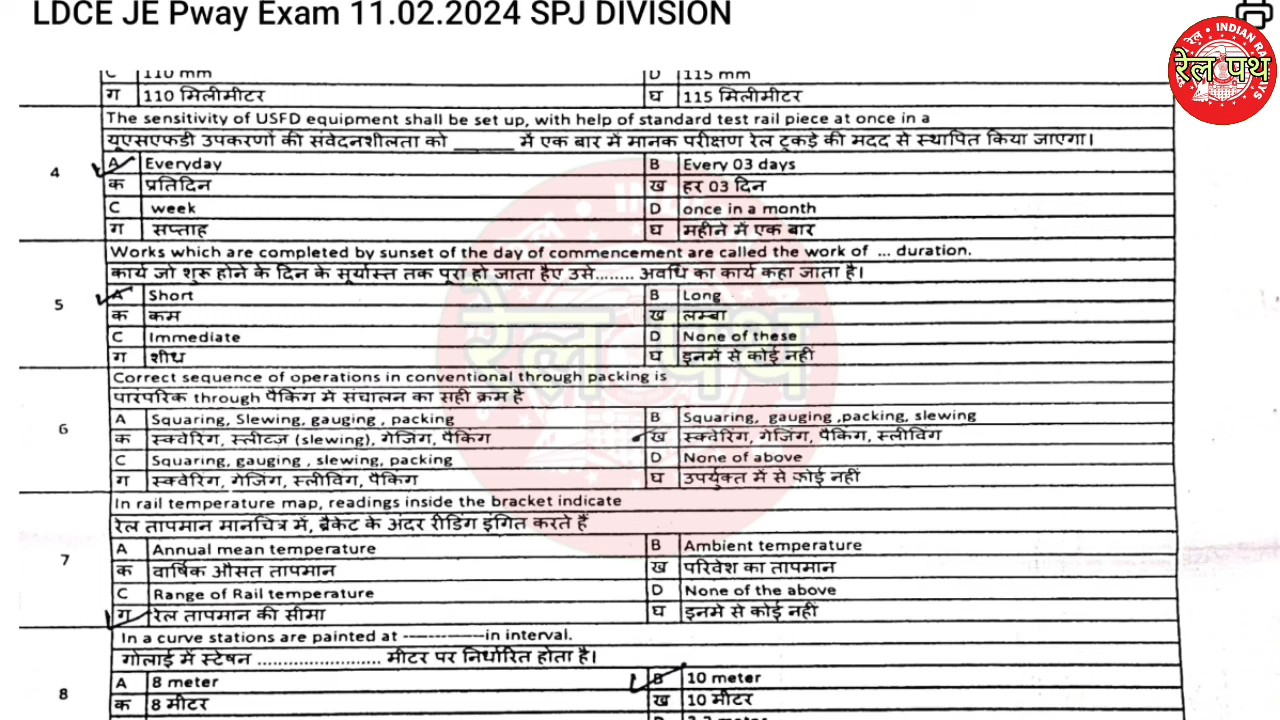 LDCE JE Pway Exam 11.02.2024 SPJ DIVISION
रेल • INDIAN RAILWAYS
रेल पथ
C 110 mm D 115 mm
ग 110 मिलीमीटर घ 115 मिलीमीटर
The sensitivity of USFD equipment shall be set up, with help of standard test rail piece at once in a
यूएसएफडी उपकरणों की संवेदनशीलता को ______ में एक बार में मानक परीक्षण रेल टुकड़े की मदद से स्थापित किया जाएगा।
4
A Everyday B Every 03 days
क प्रतिदिन ख हर 03 दिन
C week D once in a month
ग सप्ताह घ महीने में एक बार
Works which are completed by sunset of the day of commencement are called the work of ... duration.
कार्य जो शुरू होने के दिन के सूर्यास्त तक पूरा हो जाता हैए उसे........ अवधि का कार्य कहा जाता है।
5
A Short B Long
क कम ख लम्बा
C Immediate D None of these
ग शीध घ इनमें से कोई नहीं
Correct sequence of operations in conventional through packing is
पारंपरिक through पैकिंग में संचालन का सही क्रम है
6
A Squaring, Slewing, gauging , packing B Squaring, gauging ,packing, slewing
क स्क्वेरिंग, स्लीटज (slewing), गेजिंग, पैकिंग ख स्क्वेरिंग, गेजिंग, पैकिंग, स्लीविंग
C Squaring, gauging , slewing, packing D None of above
ग स्क्वेरिंग, गेजिंग, स्लीविंग, पैकिंग घ उपर्युक्त में से कोई नहीं
In rail temperature map, readings inside the bracket indicate
रेल तापमान मानचित्र में, ब्रैकेट के अंदर रीडिंग इंगित करते हैं
7
A Annual mean temperature B Ambient temperature
क वार्षिक औसत तापमान ख परिवेश का तापमान
C Range of Rail temperature D None of the above
ग रेल तापमान की सीमा घ इनमे से कोई नहीं
In a curve stations are painted at --------------in interval.
गोलाई में स्टेषन ........................ मीटर पर निर्धारित होता है।
8
A 8 meter B 10 meter
क 8 मीटर ख 10 मीटर